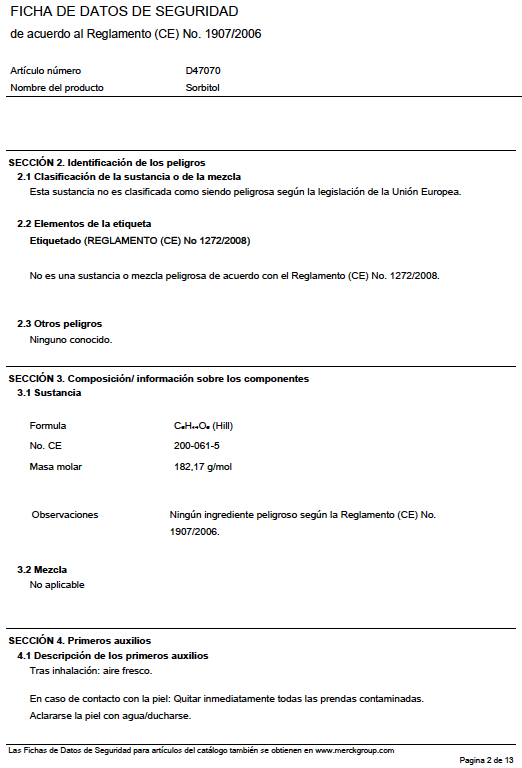 FICHA DE DATOS DE SEGURIDAD
de acuerdo al Reglamento (CE) No. 1907/2006
Artículo número D47070
Nombre del producto Sorbitol
SECCIÓN 2. Identificación de los peligros
2.1 Clasificación de la sustancia o de la mezcla
Esta sustancia no es clasificada como siendo peligrosa según la legislación de la Unión Europea.
2.2 Elementos de la etiqueta
Etiquetado (REGLAMENTO (CE) No 1272/2008)
No es una sustancia o mezcla peligrosa de acuerdo con el Reglamento (CE) No. 1272/2008.
2.3 Otros peligros
Ninguno conocido.
SECCIÓN 3. Composición/ información sobre los componentes
3.1 Sustancia
Formula (Hill)
No. CE 200-061-5
Masa molar 182,17 g/mol
Observaciones Ningún ingrediente peligroso según la Reglamento (CE) No.
1907/2006.
3.2 Mezcla
No aplicable
SECCIÓN 4. Primeros auxilios
4.1 Descripción de los primeros auxilios
Tras inhalación: aire fresco.
En caso de contacto con la piel: Quitar inmediatamente todas las prendas contaminadas.
Aclararse la piel con agua/ducharse.
Las Fichas de Datos de Seguridad para artículos del catálogo también se obtienen en www.merckgroup.com
Pagina 2 de 13